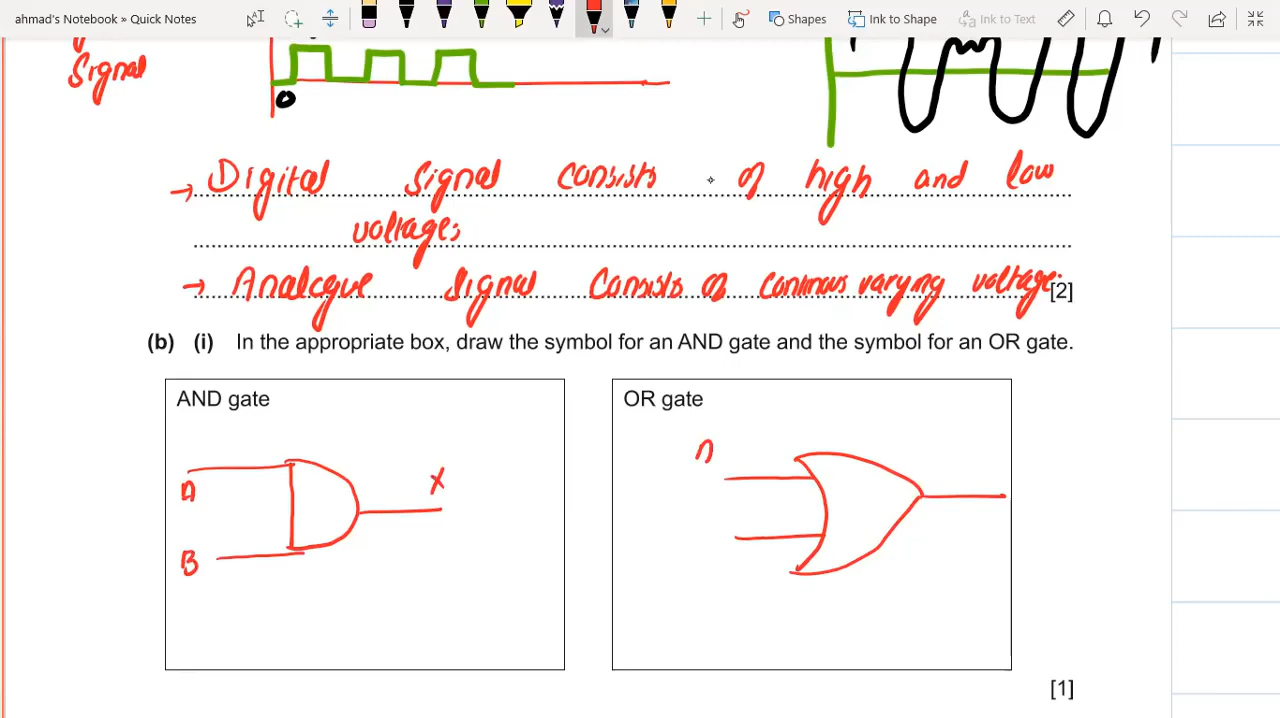 ahmad's Notebook » Quick Notes
Shapes
Ink to Shape
Ink to Text
Signal
0
→ Digital Signal consists of high and low
voltages
→ Analogue Signal Consists of continous varying voltage. [2]
(b) (i) In the appropriate box, draw the symbol for an AND gate and the symbol for an OR gate.
AND gate
OR gate
A
X
B
[1]